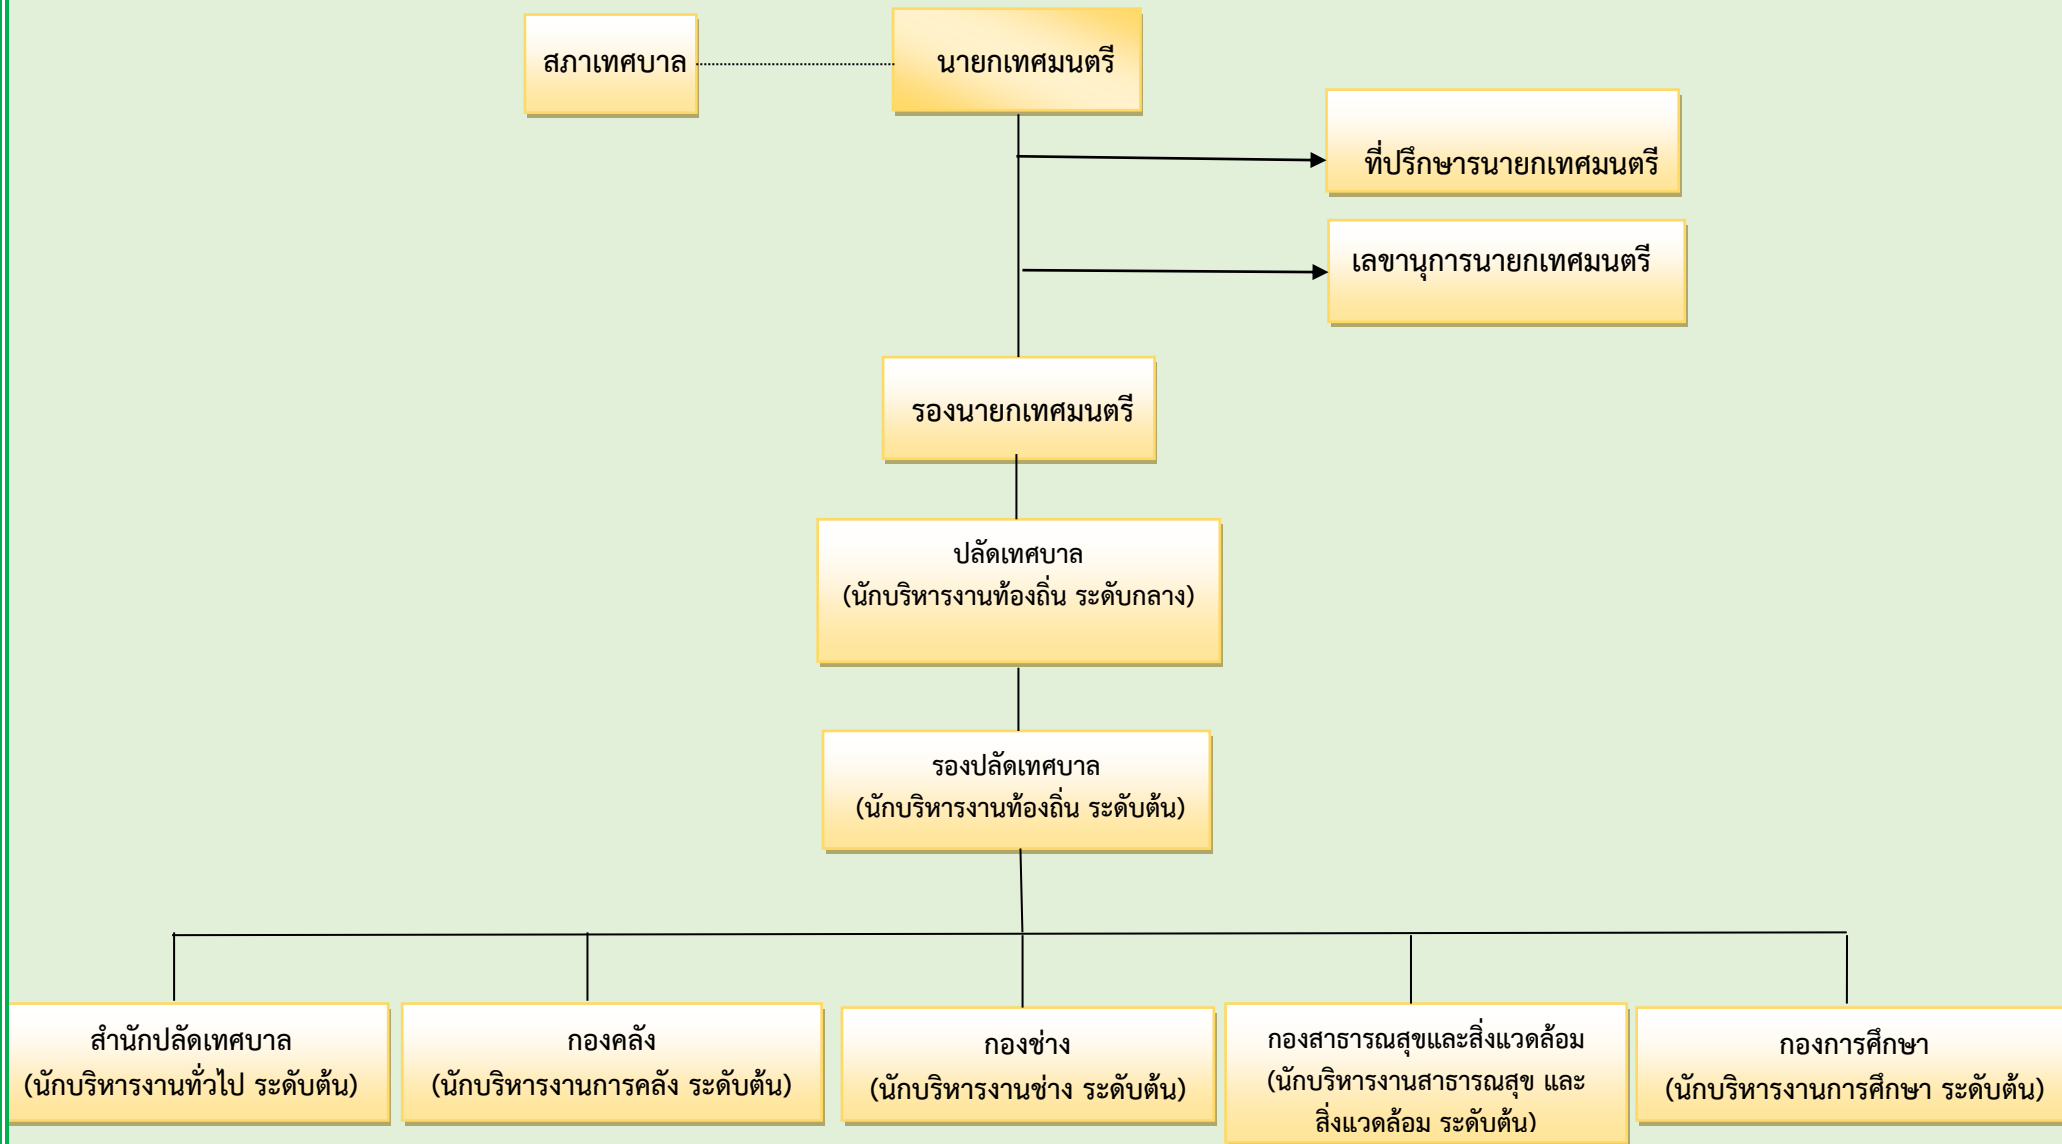 สภาเทศบาล
นายกเทศมนตรี
ที่ปรึกษารนายกเทศมนตรี
เลขานุการนายกเทศมนตรี
รองนายกเทศมนตรี
ปลัดเทศบาล
(นักบริหารงานท้องถิ่น ระดับกลาง)
รองปลัดเทศบาล
(นักบริหารงานท้องถิ่น ระดับต้น)
สำนักปลัดเทศบาล
(นักบริหารงานทั่วไป ระดับต้น)
กองคลัง
(นักบริหารงานการคลัง ระดับต้น)
กองช่าง
(นักบริหารงานช่าง ระดับต้น)
กองสาธารณสุขและสิ่งแวดล้อม
(นักบริหารงานสาธารณสุข และ
สิ่งแวดล้อม ระดับต้น)
กองการศึกษา
(นักบริหารงานการศึกษา ระดับต้น)